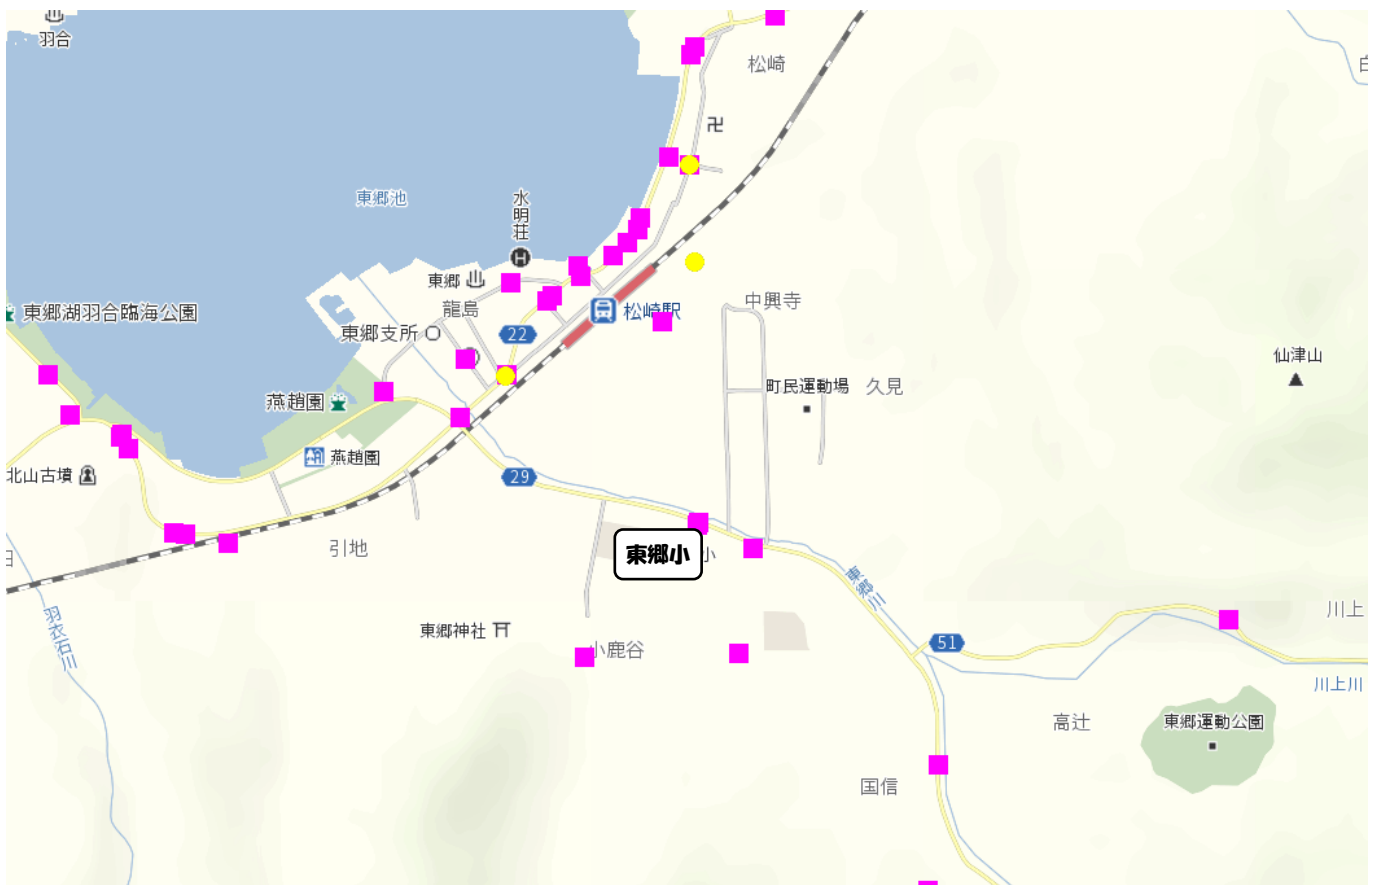 羽合
松崎
卍
東郷池
水明荘
H
東郷
龍島
東郷湖羽合臨海公園
松崎駅
中興寺
東郷支所
22
仙津山
町民運動場
久見
燕趙園
燕趙園
北山古墳
29
引地
東郷小
小
東郷川
羽衣石川
川上
東郷神社
小鹿谷
51
川上川
高辻
東郷運動公園
国信